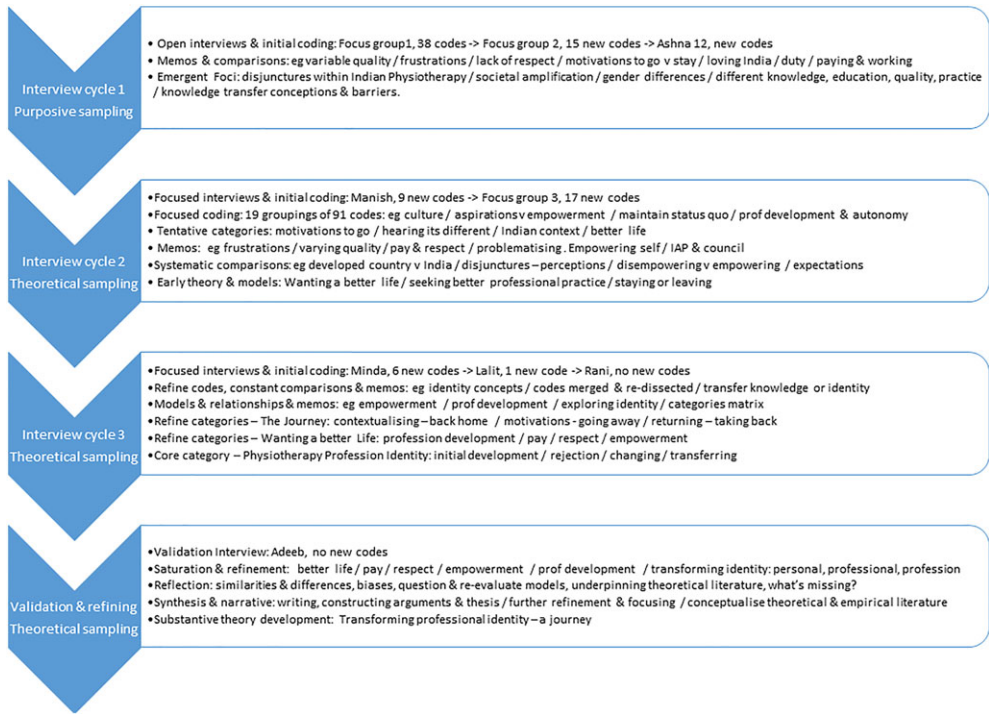 Interview cycle 1
Purposive sampling
• Open interviews & initial coding: Focus group1, 38 codes -> Focus group 2, 15 new codes -> Ashna 12, new codes
• Memos & comparisons: eg variable quality / frustrations / lack of respect / motivations to go v stay / loving India / duty / paying & working
• Emergent Foci: disjunctures within Indian Physiotherapy / societal amplification / gender differences / different knowledge, education, quality, practice
/ knowledge transfer conceptions & barriers.
Interview cycle 2
Theoretical sampling
•Focused interviews & initial coding: Manish, 9 new codes -> Focus group 3, 17 new codes
•Focused coding: 19 groupings of 91 codes: eg culture / aspirations v empowerment / maintain status quo / prof development & autonomy
•Tentative categories: motivations to go / hearing its different / Indian context / better life
• Memos: eg frustrations / varying quality / pay & respect / problematising. Empowering self / IAP & council
•Systematic comparisons: eg developed country v India / disjunctures – perceptions / disempowering v empowering / expectations
• Early theory & models: Wanting a better life / seeking better professional practice / staying or leaving
Interview cycle 3
Theoretical sampling
•Focused interviews & initial coding: Minda, 6 new codes -> Lalit, 1 new code -> Rani, no new codes
•Refine codes, constant comparisons & memos: eg identity concepts / codes merged & re-dissected / transfer knowledge or identity
•Models & relationships & memos: eg empowerment / prof development / exploring identity / categories matrix
•Refine categories – The Journey: contextualising – back home / motivations - going away / returning – taking back
•Refine categories – Wanting a better Life: profession development / pay / respect / empowerment
•Core category – Physiotherapy Profession Identity: initial development / rejection / changing / transferring
Validation & refining
Theoretical sampling
•Validation Interview: Adeeb, no new codes
•Saturation & refinement: better life / pay / respect / empowerment / prof development / transforming identity: personal, professional, profession
•Reflection: similarities & differences, biases, question & re-evaluate models, underpinning theoretical literature, what's missing?
•Synthesis & narrative: writing, constructing arguments & thesis / further refinement & focusing / conceptualise theoretical & empirical literature
•Substantive theory development: Transforming professional identity – a journey